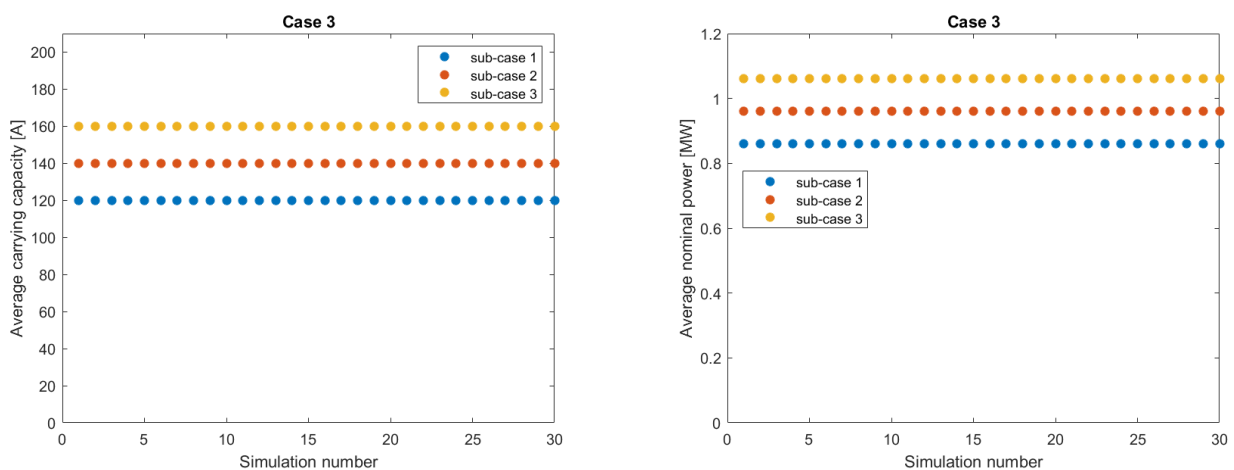 Case 3
200
180
160
140
120
100
80
60
40
20
0
Average carrying capacity [A]
sub-case 1
sub-case 2
sub-case 3
0 5 10 15 20 25 30
Simulation number
Case 3
1.2
1
0.8
0.6
0.4
0.2
0
Average nominal power [MW]
sub-case 1
sub-case 2
sub-case 3
0 5 10 15 20 25 30
Simulation number